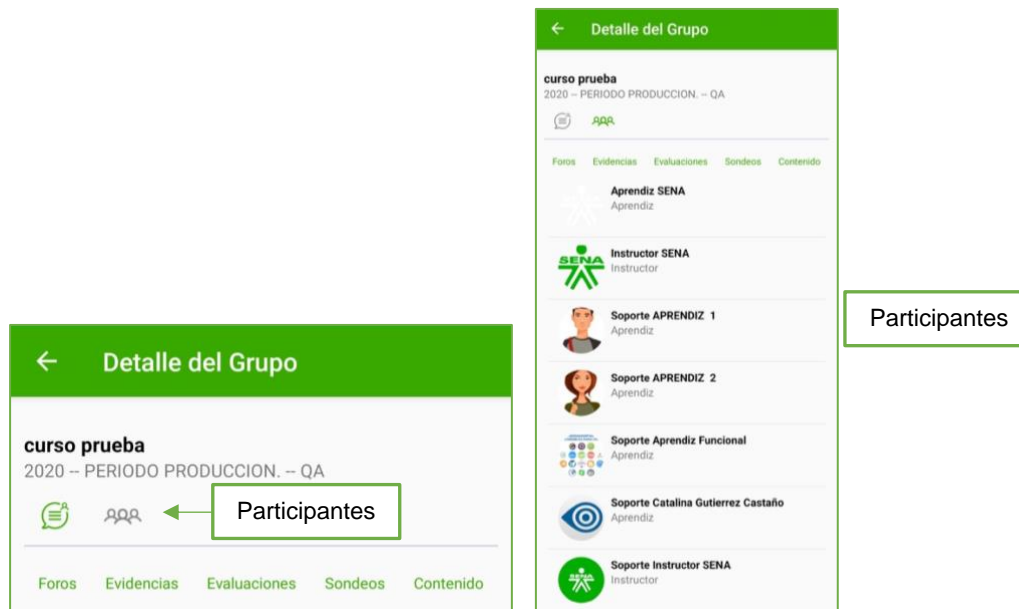 Detalle del Grupo
curso prueba
2020 -- PERIODO PRODUCCION. -- QA
Participantes
Foros Evidencias Evaluaciones Sondeos Contenido
Detalle del Grupo
curso prueba
2020 -- PERIODO PRODUCCION. -- QA
Foros Evidencias Evaluaciones Sondeos Contenido
Aprendiz SENA
Aprendiz
SENA
Instructor SENA
Instructor
Soporte APRENDIZ 1
Aprendiz
Soporte APRENDIZ 2
Aprendiz
Soporte Aprendiz Funcional
Aprendiz
Soporte Catalina Gutierrez Castaño
Aprendiz
SENA
Soporte Instructor SENA
Instructor
Participantes